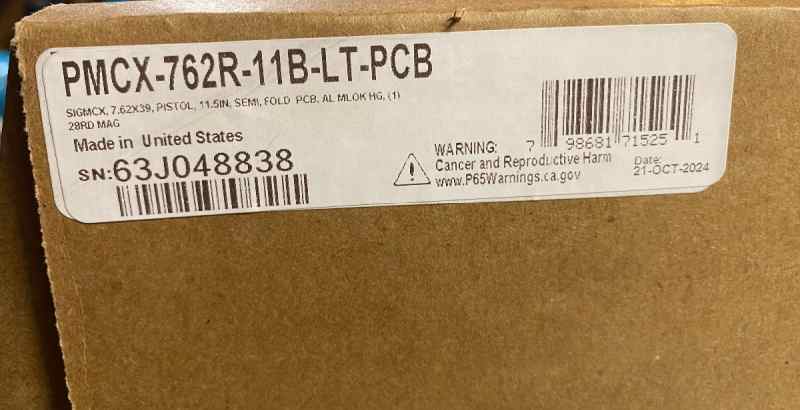 PMCX-762R-11B-LT-PCB
SIGMCX, 7.62X39, PISTOL, 11.5IN, SEMI, FOLD PCB, AL MLOK HG, (1)
28RD MAG
Made in United States
SN:63J048838
WARNING:
Cancer and Reproductive Harm
www.P65Warnings.ca.gov
7 98681 71525 1
Date:
21-OCT-2024